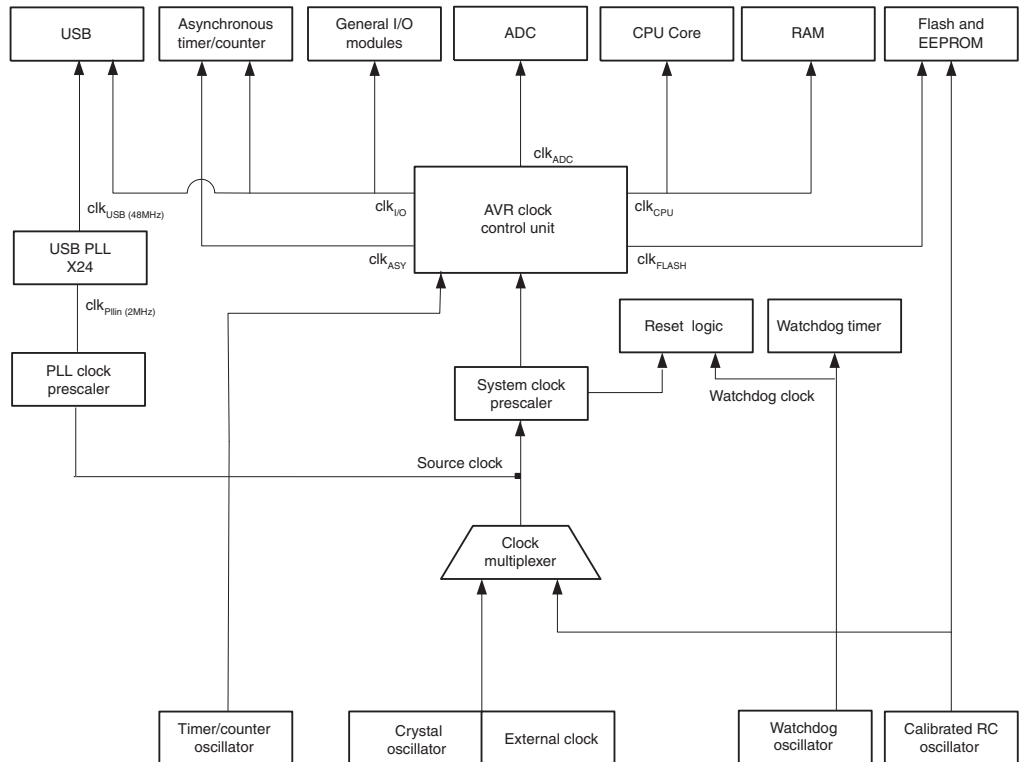 USB
Asynchronous
timer/counter
General I/O
modules
ADC
CPU Core
RAM
Flash and
EEPROM
clkADC
clkI/O
clkCPU
AVR clock
control unit
clkUSB (48MHz)
USB PLL
X24
clkASY
clkFLASH
clkPllin (2MHz)
Reset logic
Watchdog timer
PLL clock
prescaler
System clock
prescaler
Watchdog clock
Source clock
Clock
multiplexer
Timer/counter
oscillator
Crystal
oscillator
External clock
Watchdog
oscillator
Calibrated RC
oscillator